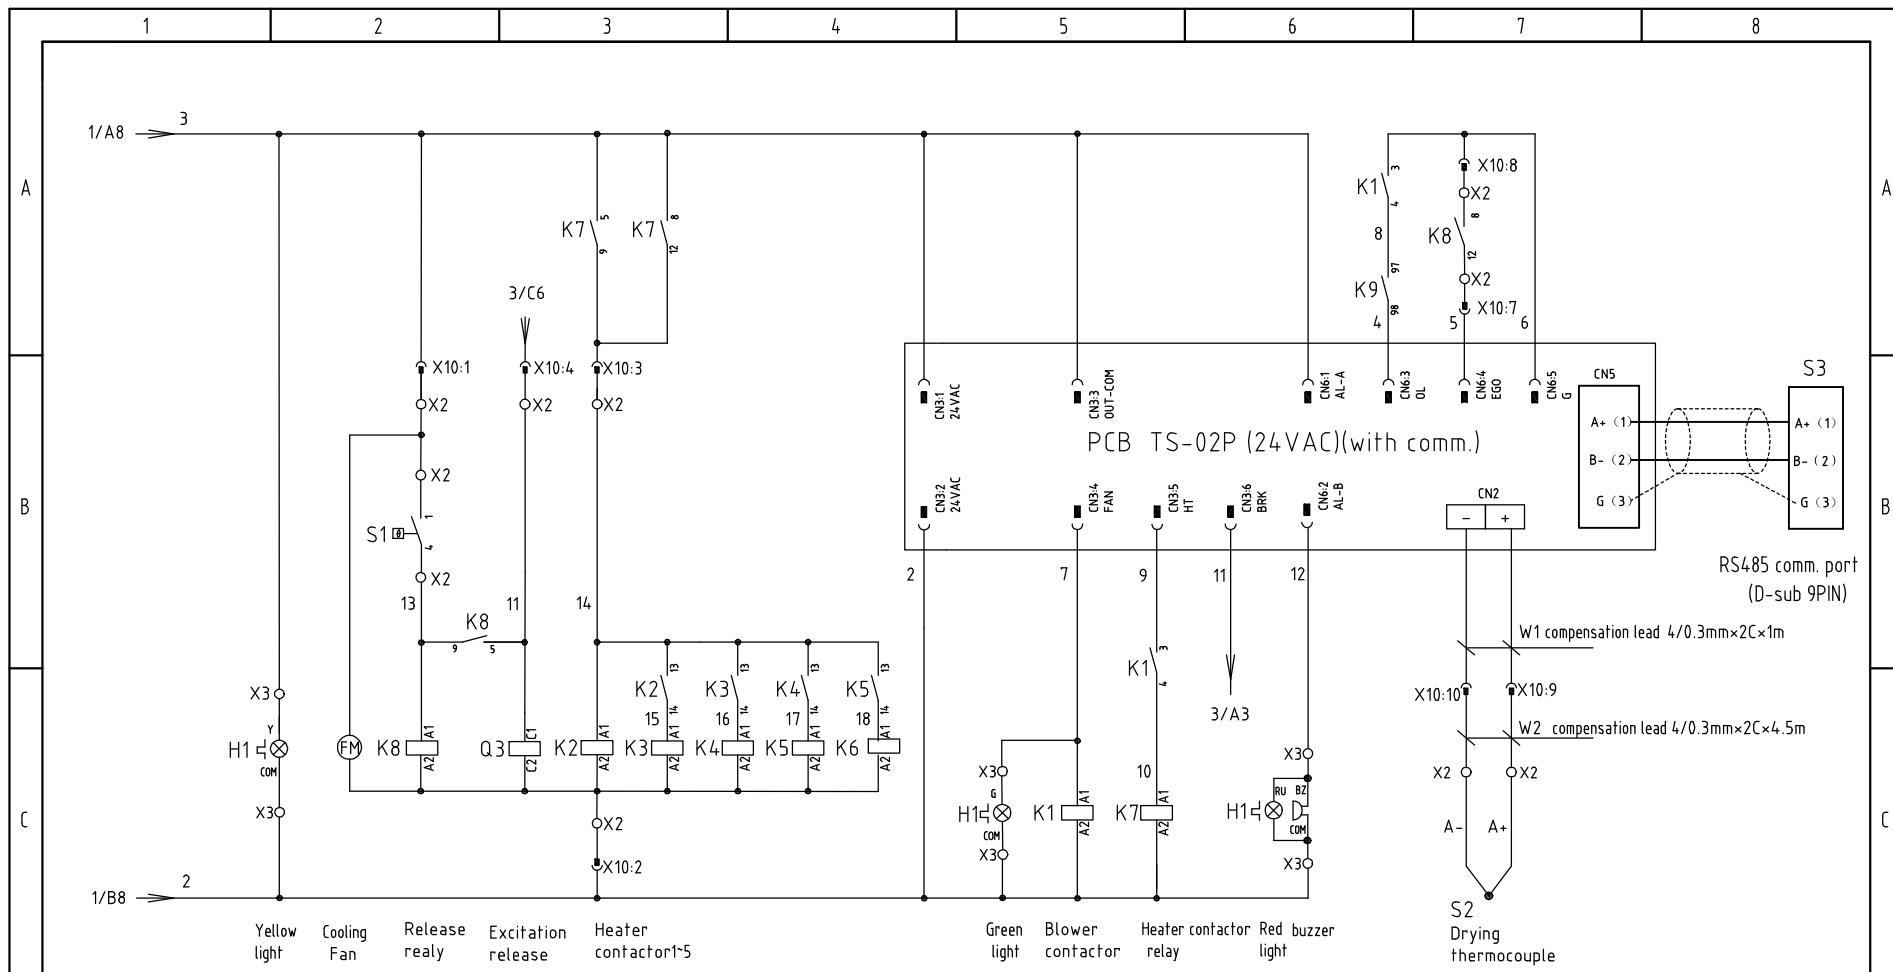 1 2 3 4 5 6 7 8
A A
B B
C C
1/A8 3
K7 5 9
K7 8 12
3/C6
X10:1
X2
X2
S1 1 4
X2
13
K8 9 5
X10:4
X2
11
X10:3
X2
14
X3
H1 Y COM
X3
FM
K8 A1 A2
Q3 C1 C2
K2 A1 A2
K2 13 14
15
K3 A1 A2
K3 13 14
16
K4 A1 A2
K4 13 14
17
K5 A1 A2
K5 13 14
18
K6 A1 A2
X2
X10:2
1/B8 2
K1 3 4
8
K9 97 98
4
X10:8
X2
K8 8 12
X2
X10:7
5
6
CN3:1
24VAC
CN3:3
OUT-COM
CN6:1
AL-A
CN6:3
OL
CN6:4
EGO
CN6:5
G
PCB TS-02P (24VAC)(with comm.)
CN3:2
24VAC
CN3:4
FAN
CN3:5
HT
CN3:6
BRK
CN6:2
AL-B
CN2
- +
CN5
A+ (1)
B- (2)
G (3)
S3
A+ (1)
B- (2)
G (3)
RS485 comm. port
(D-sub 9PIN)
2
7
9
11
12
K1 3 4
3/A3
X3
H1 G COM
X3
K1 A1 A2
10
K7 A1 A2
X3
H1 RU BZ COM
X3
W1 compensation lead 4/0.3mm×2C×1m
X10:10 X10:9
W2 compensation lead 4/0.3mm×2C×4.5m
X2 X2
A- A+
S2
Drying
thermocouple
Yellow
light
Cooling
Fan
Release
realy
Excitation
release
Heater
contactor1~5
Green
light
Blower
contactor
Heater contactor
relay
Red buzzer
light